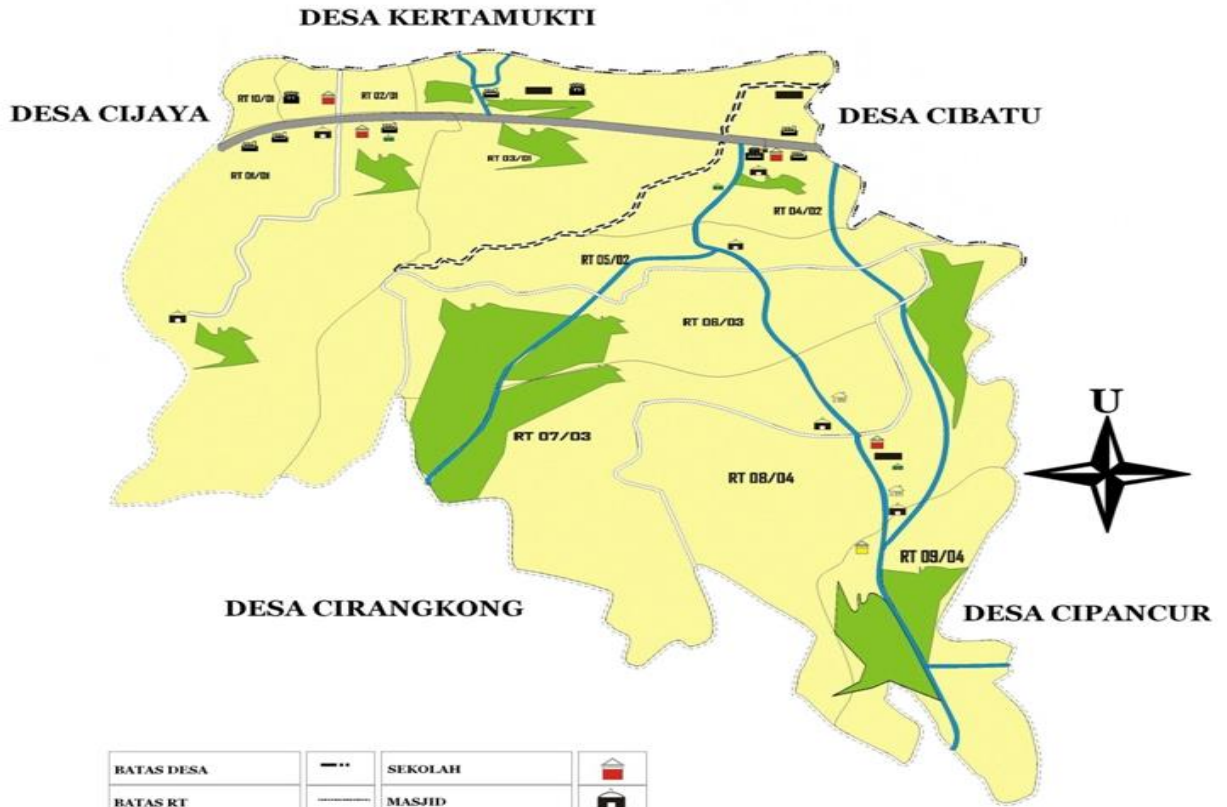 DESA KERTAMUKTI
DESA CIJAYA
RT 10/01
RT 02/01
DESA CIBATU
RT 03/01
RT 01/01
RT 04/02
RT 05/02
RT 06/03
U
RT 07/03
RT 08/04
RT 09/04
DESA CIRANGKONG
DESA CIPANCUR
BATAS DESA
SEKOLAH
BATAS RT
MASJID